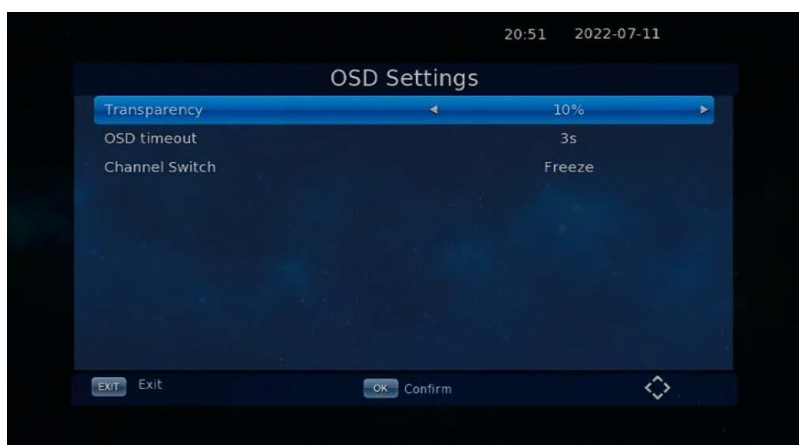 20:51 2022-07-11
OSD Settings
Transparency 10%
OSD timeout 3s
Channel Switch Freeze
EXIT Exit OK Confirm